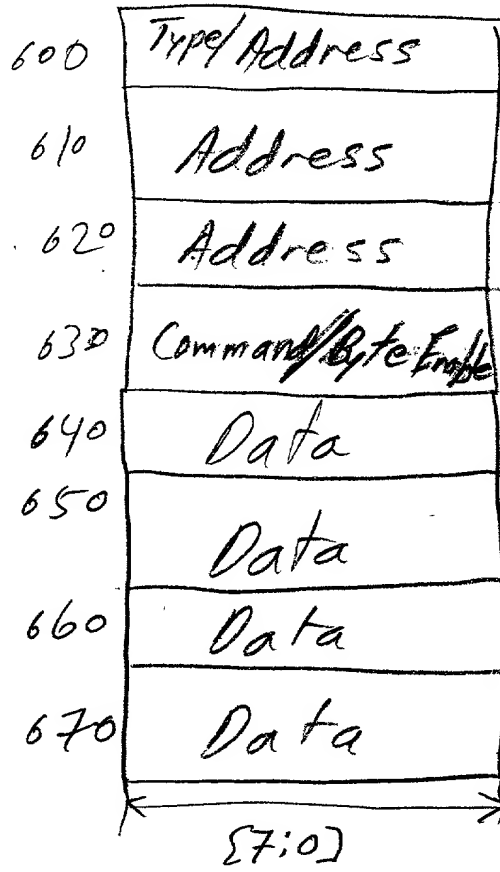 600 Type/Address
610 Address
620 Address
630 Command/Byte Enable
640 Data
650 Data
660 Data
670 Data
[7:0]